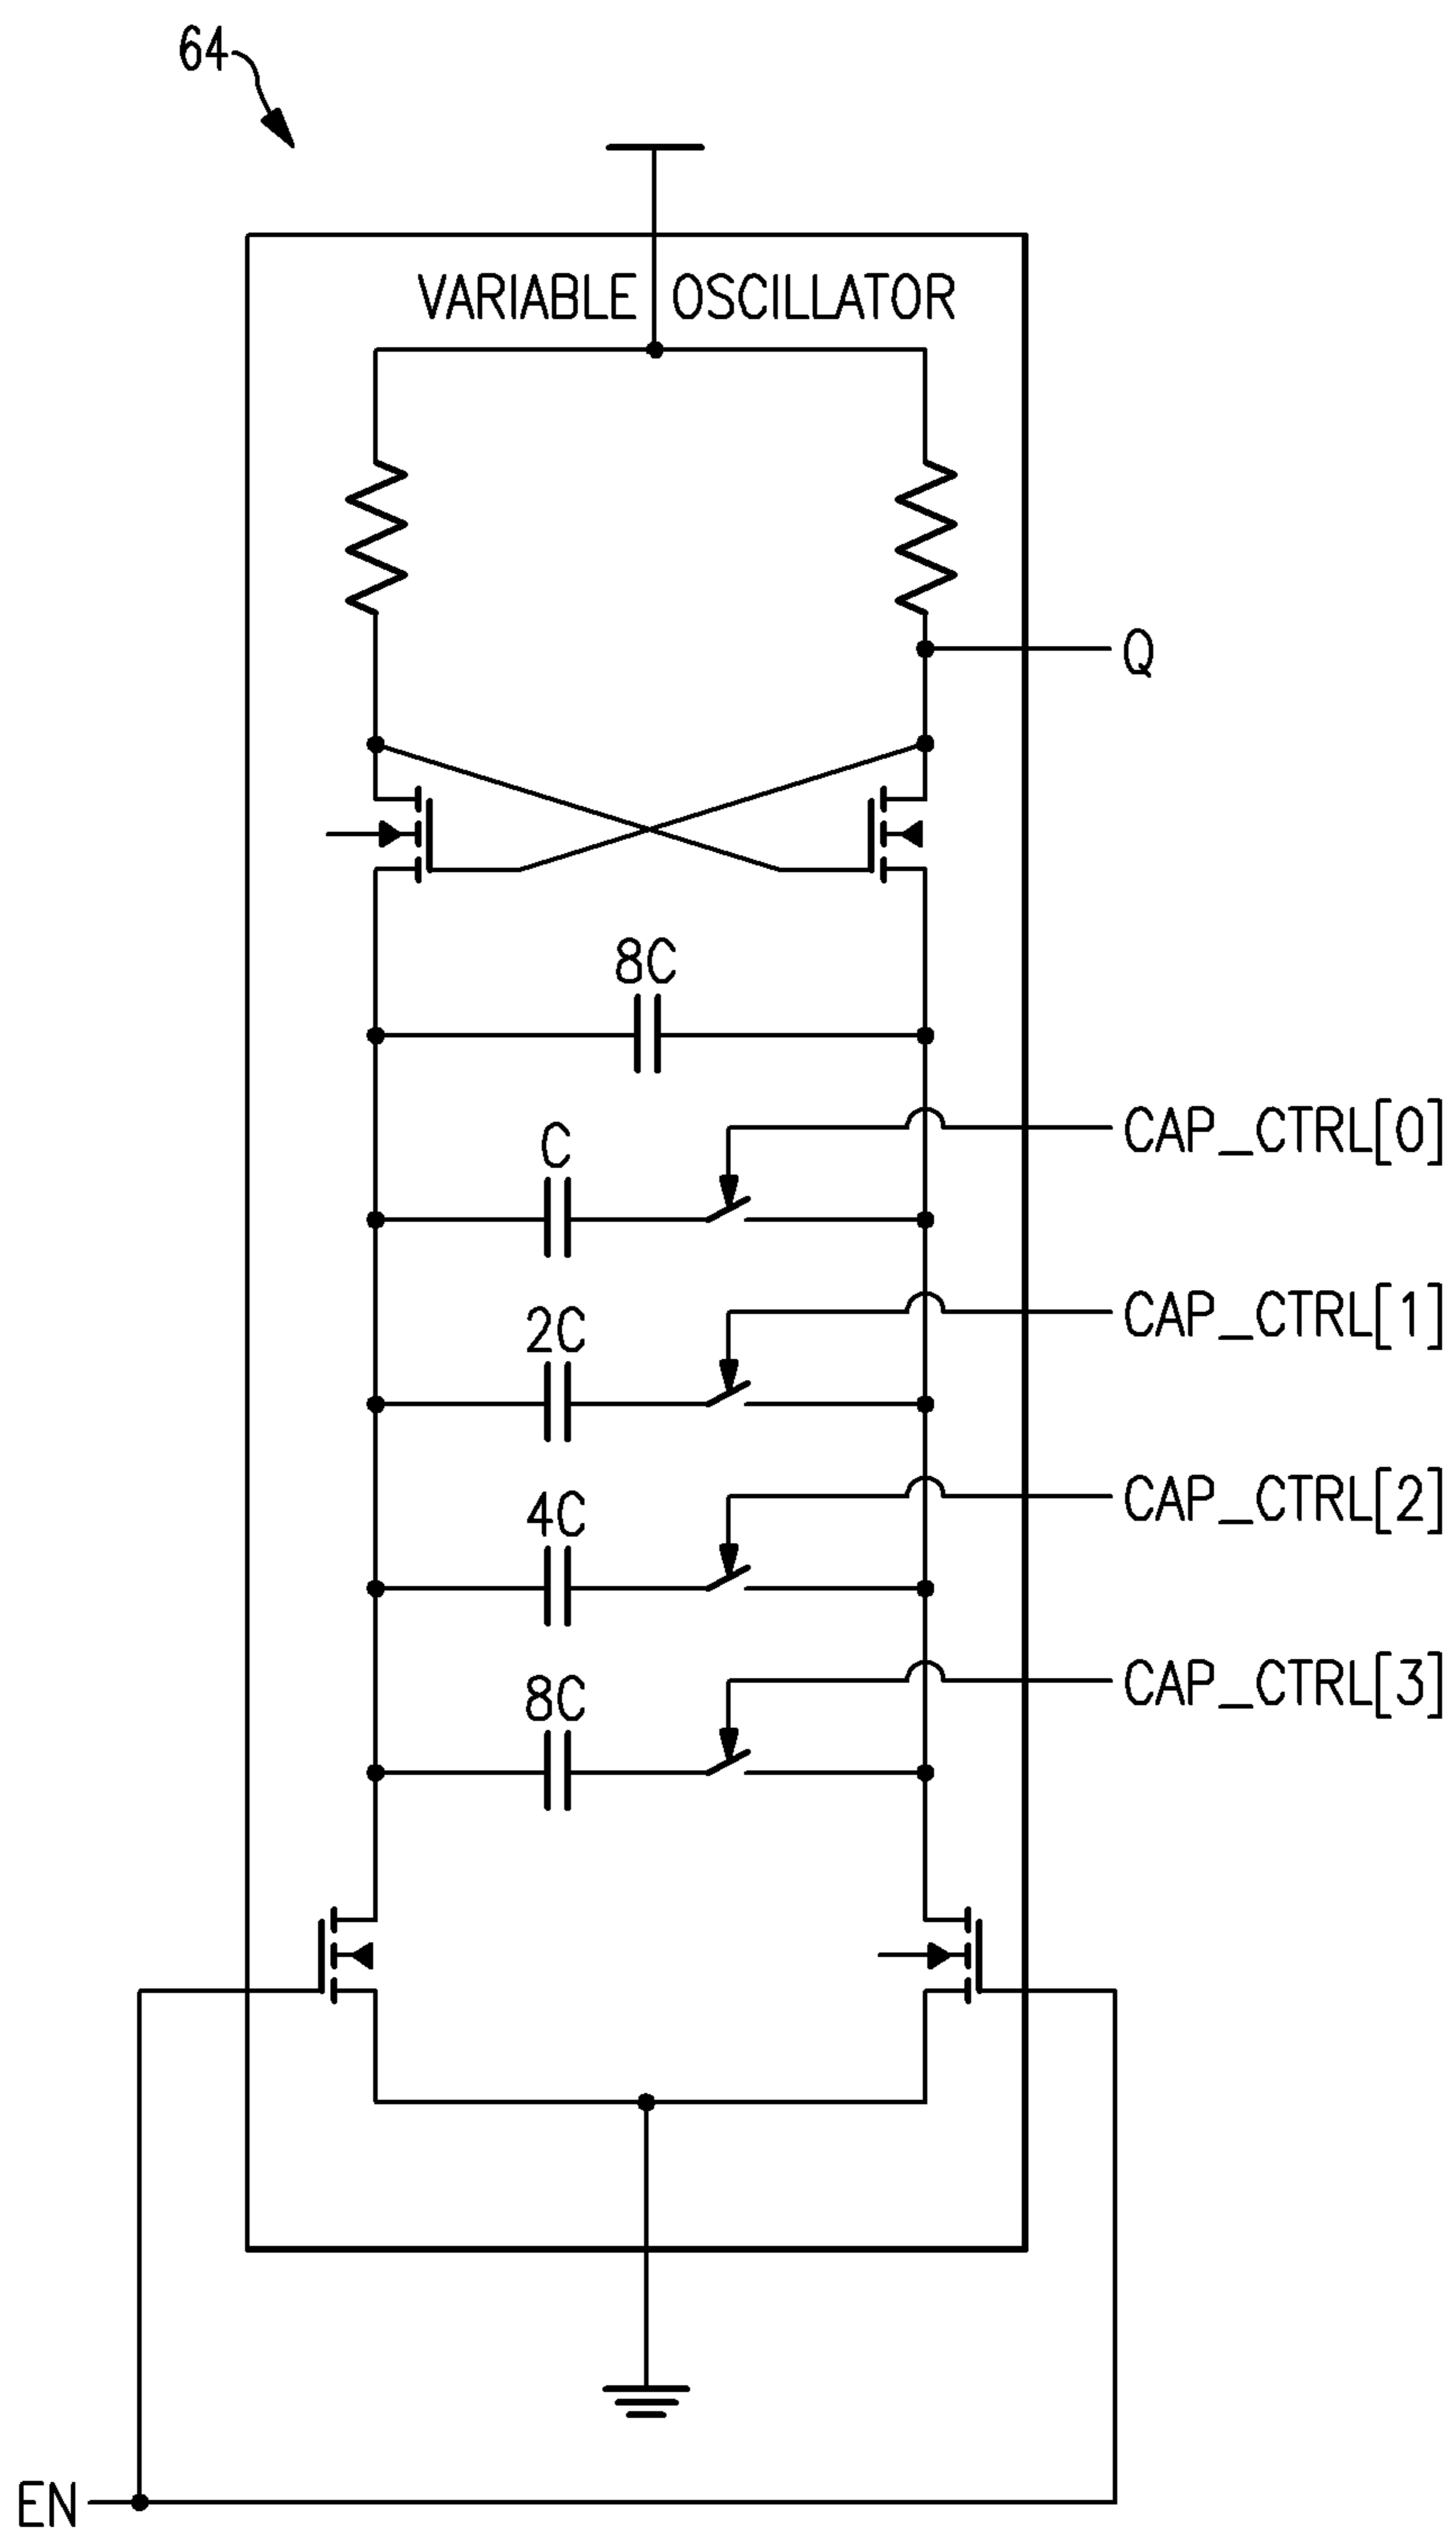 64
VARIABLE OSCILLATOR
Q
8C
CAP_CTRL[0]
C
CAP_CTRL[1]
2C
CAP_CTRL[2]
4C
CAP_CTRL[3]
8C
EN